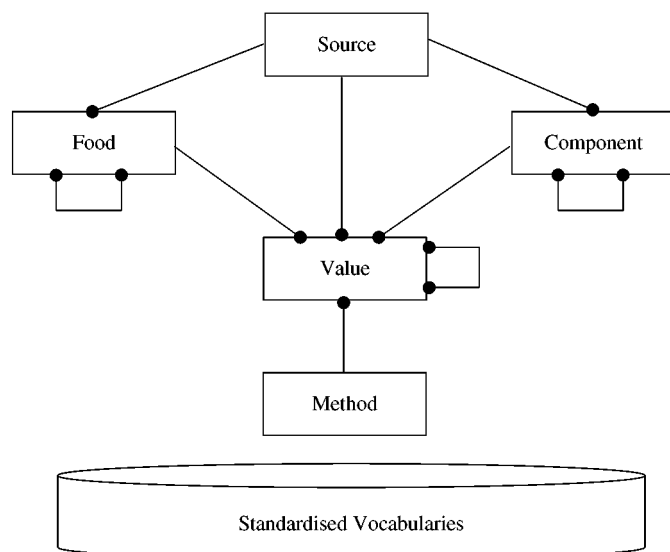 Source
Food
Component
Value
Method
Standardised Vocabularies